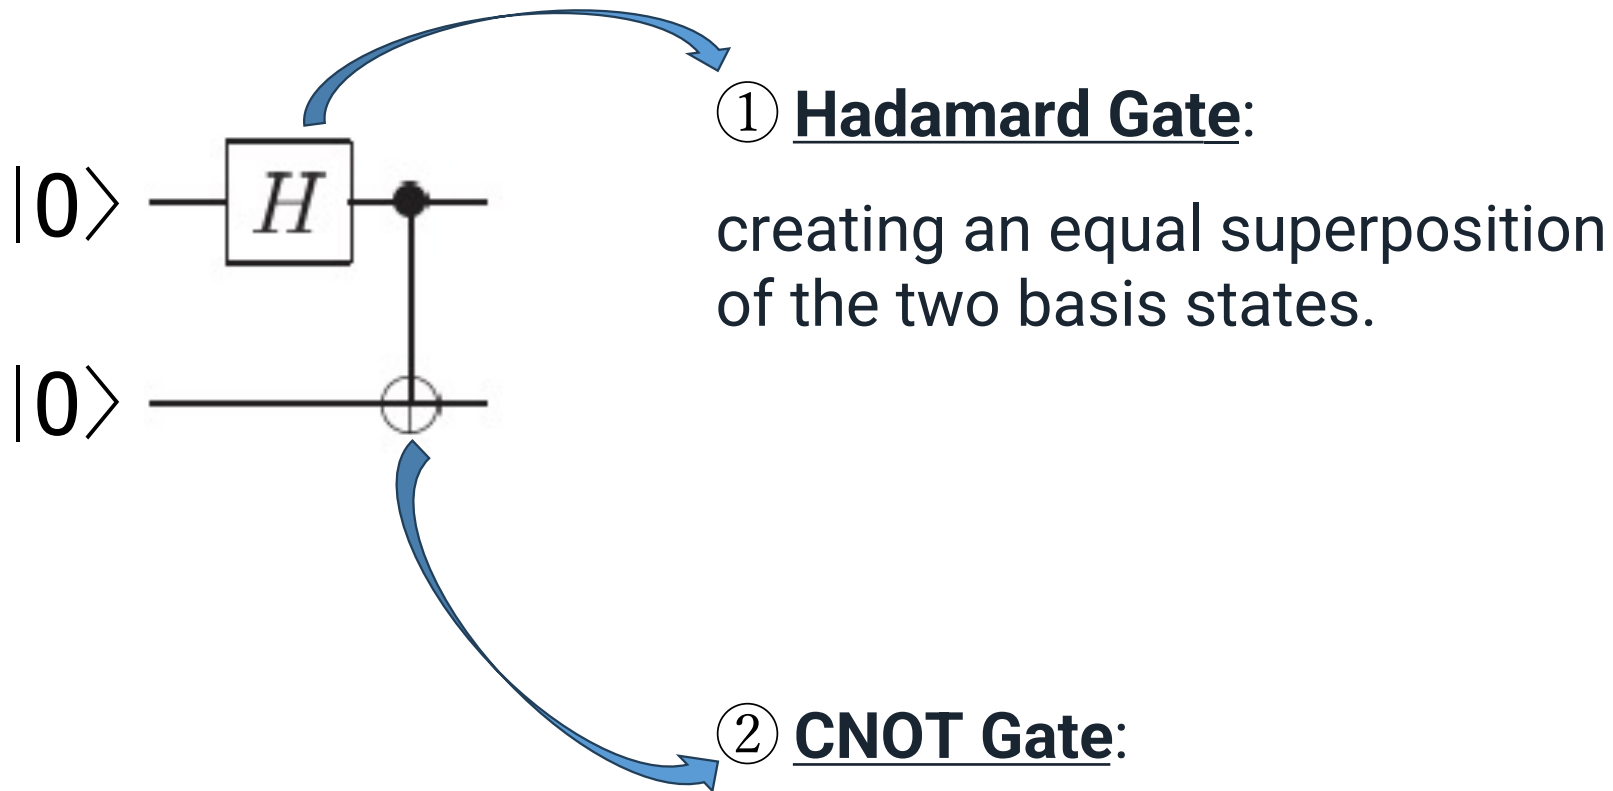 ① Hadamard Gate:
|0⟩ H
creating an equal superposition
of the two basis states.
|0⟩
② CNOT Gate: